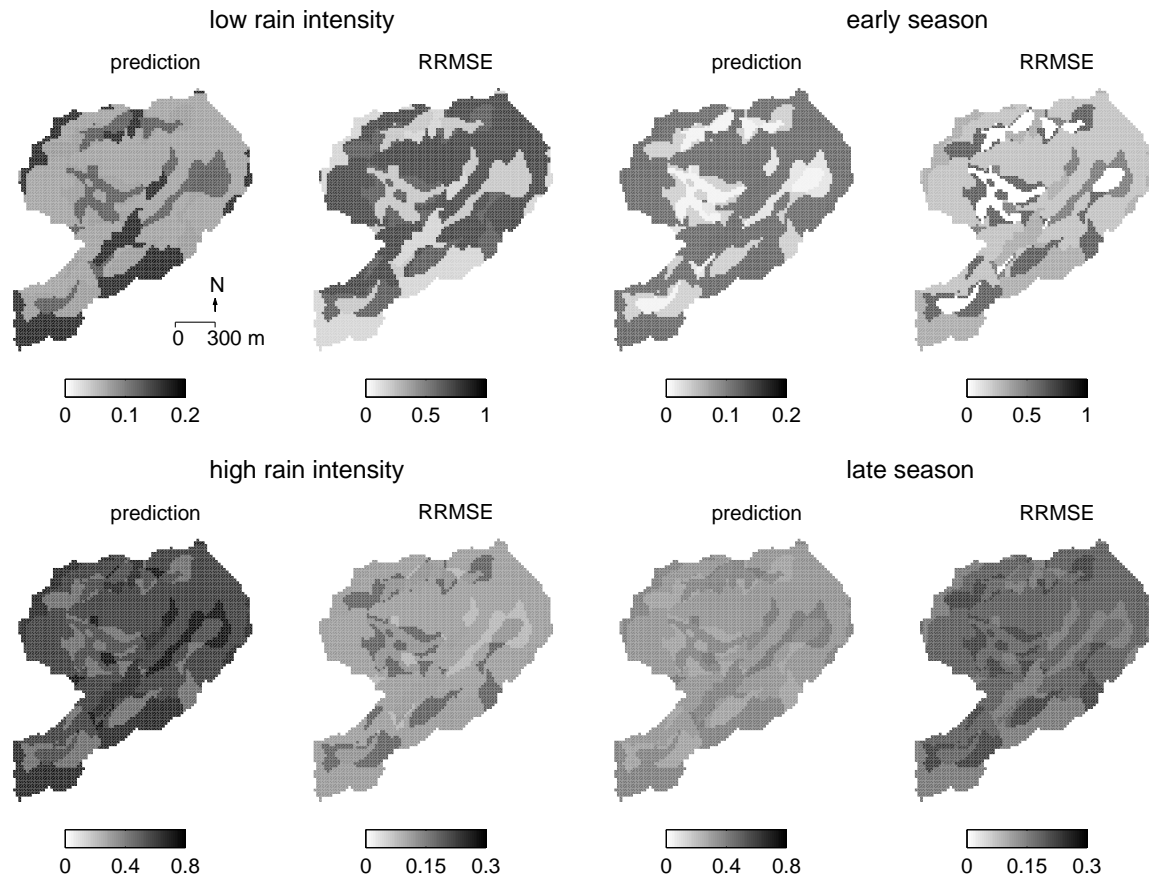 low rain intensity early season
prediction RRMSE prediction RRMSE
N
0 300 m
0 0.1 0.2 0 0.5 1 0 0.1 0.2 0 0.5 1
high rain intensity late season
prediction RRMSE prediction RRMSE
0 0.4 0.8 0 0.15 0.3 0 0.4 0.8 0 0.15 0.3